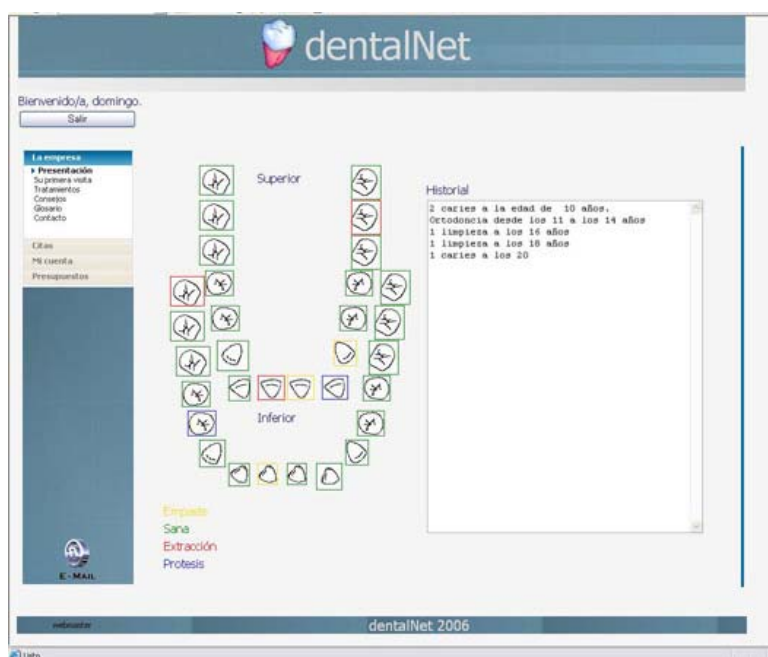 dentalNet
Bienvenido/a, domingo.
Salir
La empresa
Presentación
Su primera visita
Tratamientos
Consejos
Glosario
Contacto
Citas
Mi cuenta
Presupuestos
E-MAIL
Superior
Inferior
Empaste
Sana
Extracción
Protesis
Historial
2 caries a la edad de 10 años.
Ortodoncia desde los 11 a los 14 años
1 limpieza a los 16 años
1 limpieza a los 18 años
1 caries a los 20
webmaster
dentalNet 2006
Listo